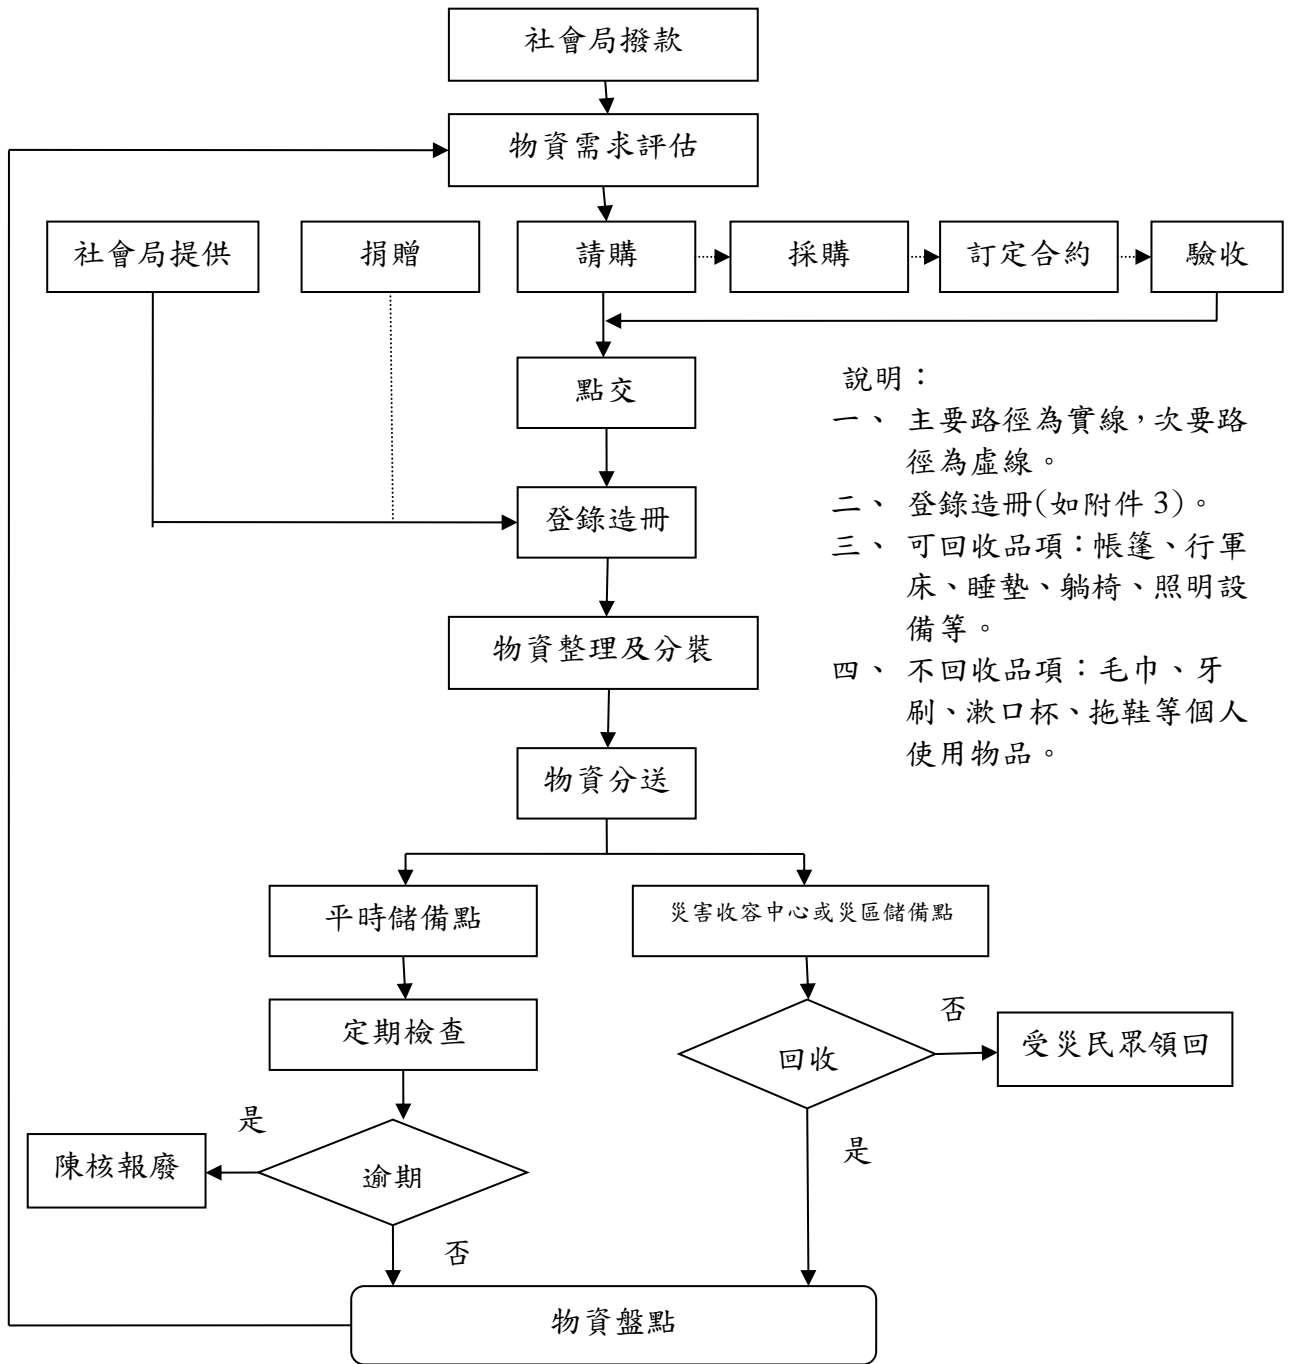 社會局撥款
物資需求評估
社會局提供
捐贈
請購
採購
訂定合約
驗收
點交
說明：
一、 主要路徑為實線，次要路
徑為虛線。
二、 登錄造冊(如附件 3)。
三、 可回收品項：帳篷、行軍
床、睡墊、躺椅、照明設
備等。
四、 不回收品項：毛巾、牙
刷、漱口杯、拖鞋等個人
使用物品。
登錄造冊
物資整理及分裝
物資分送
平時儲備點
災害收容中心或災區儲備點
定期檢查
回收
否
受災民眾領回
是
陳核報廢
逾期
是
否
物資盤點